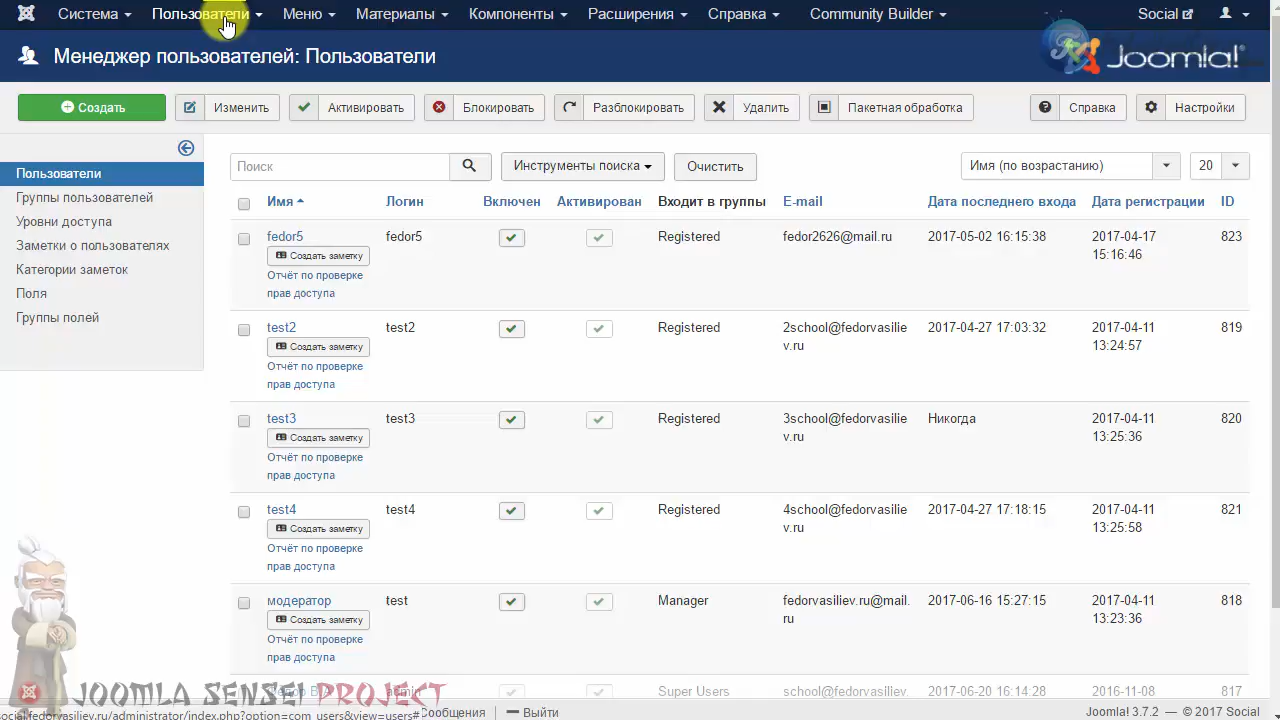 Система Пользователи Меню Материалы Компоненты Расширения Справка Community Builder Social
Менеджер пользователей: Пользователи Joomla!
Создать Изменить Активировать Блокировать Разблокировать Удалить Пакетная обработка Справка Настройки
Пользователи
Группы пользователей
Уровни доступа
Заметки о пользователях
Категории заметок
Поля
Группы полей
Поиск Инструменты поиска Очистить Имя (по возрастанию) 20
Имя Логин Включен Активирован Входит в группы E-mail Дата последнего входа Дата регистрации ID
fedor5 fedor5 Registered fedor2626@mail.ru 2017-05-02 16:15:38 2017-04-17 823
15:16:46
Создать заметку
Отчёт по проверке
прав доступа
test2 test2 Registered 2school@fedorvasilie 2017-04-27 17:03:32 2017-04-11 819
v.ru 13:24:57
Создать заметку
Отчёт по проверке
прав доступа
test3 test3 Registered 3school@fedorvasilie Никогда 2017-04-11 820
v.ru 13:25:36
Создать заметку
Отчёт по проверке
прав доступа
test4 test4 Registered 4school@fedorvasilie 2017-04-27 17:18:15 2017-04-11 821
v.ru 13:25:58
Создать заметку
Отчёт по проверке
прав доступа
модератор test Manager fedorvasiliev.ru@mail. 2017-06-16 15:27:15 2017-04-11 818
ru 13:23:36
Создать заметку
Отчёт по проверке
прав доступа
admin Super Users school@fedorvasiliev. 2017-06-20 16:14:28 2016-11-08 817
JOOMLA SENSEI PROJECT
social.fedorvasiliev.ru/administrator/index.php?option=com_users&view=users# Сообщения Выйти Joomla! 3.7.2 — © 2017 Social